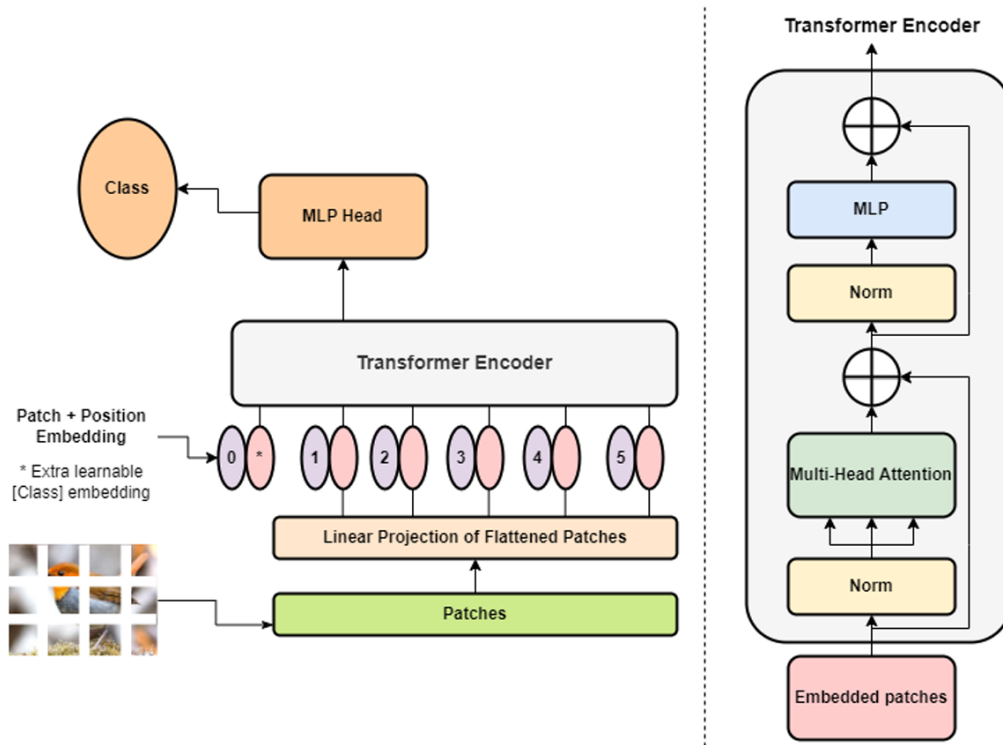 Transformer Encoder
Class
MLP Head
MLP
Norm
Transformer Encoder
Patch + Position
Embedding
* Extra learnable
[Class] embedding
0 * 1 2 3 4 5
Multi-Head Attention
Linear Projection of Flattened Patches
Norm
Patches
Embedded patches